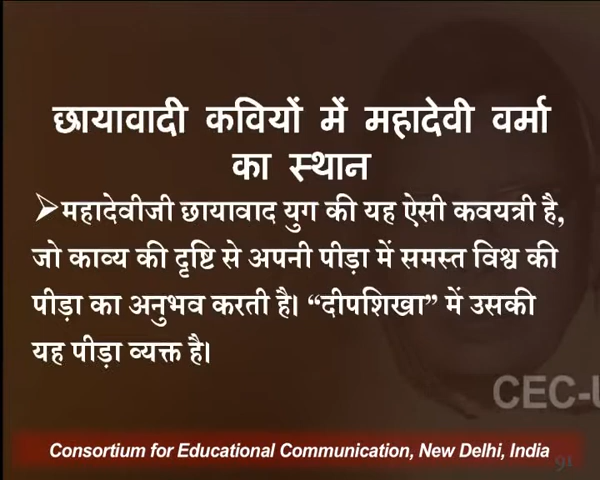 छायावादी कवियों में महादेवी वर्मा
का स्थान
➢महादेवीजी छायावाद युग की यह ऐसी कवयत्री है,
जो काव्य की दृष्टि से अपनी पीड़ा में समस्त विश्व की
पीड़ा का अनुभव करती है। “दीपशिखा” में उसकी
यह पीड़ा व्यक्त है।
CEC-U
Consortium for Educational Communication, New Delhi, India
91